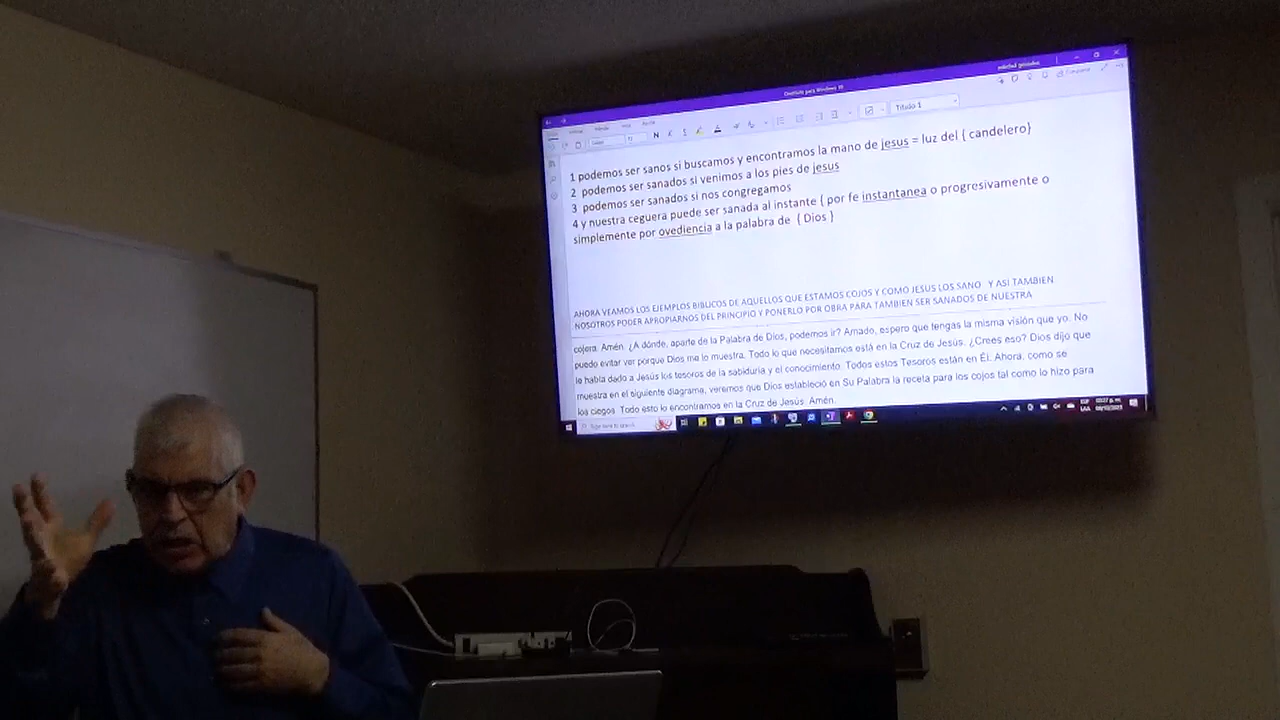 OneNote para Windows 10
Título 1
1 podemos ser sanos si buscamos y encontramos la mano de jesus = luz del { candelero}
2 podemos ser sanados si venimos a los pies de jesus
3 podemos ser sanados si nos congregamos
4 y nuestra ceguera puede ser sanada al instante { por fe instantanea o progresivamente o
simplemente por ovediencia a la palabra de { Dios }
AHORA VEAMOS LOS EJEMPLOS BIBLICOS DE AQUELLOS QUE ESTAMOS COJOS Y COMO JESUS LOS SANO Y ASI TAMBIEN
NOSOTROS PODER APROPIARNOS DEL PRINCIPIO Y PONERLO POR OBRA PARA TAMBIEN SER SANADOS DE NUESTRA
cojera. Amén. ¿A dónde, aparte de la Palabra de Dios, podemos ir? Amado, espero que tengas la misma visión que yo. No
puedo evitar ver porque Dios me lo muestra. Todo lo que necesitamos está en la Cruz de Jesús. ¿Crees eso? Dios dijo que
le había dado a Jesús los tesoros de la sabiduría y el conocimiento. Todos estos Tesoros están en Él. Ahora, como se
muestra en el siguiente diagrama, veremos que Dios estableció en Su Palabra la receta para los cojos tal como lo hizo para
los ciegos. Todo esto lo encontramos en la Cruz de Jesús. Amén.